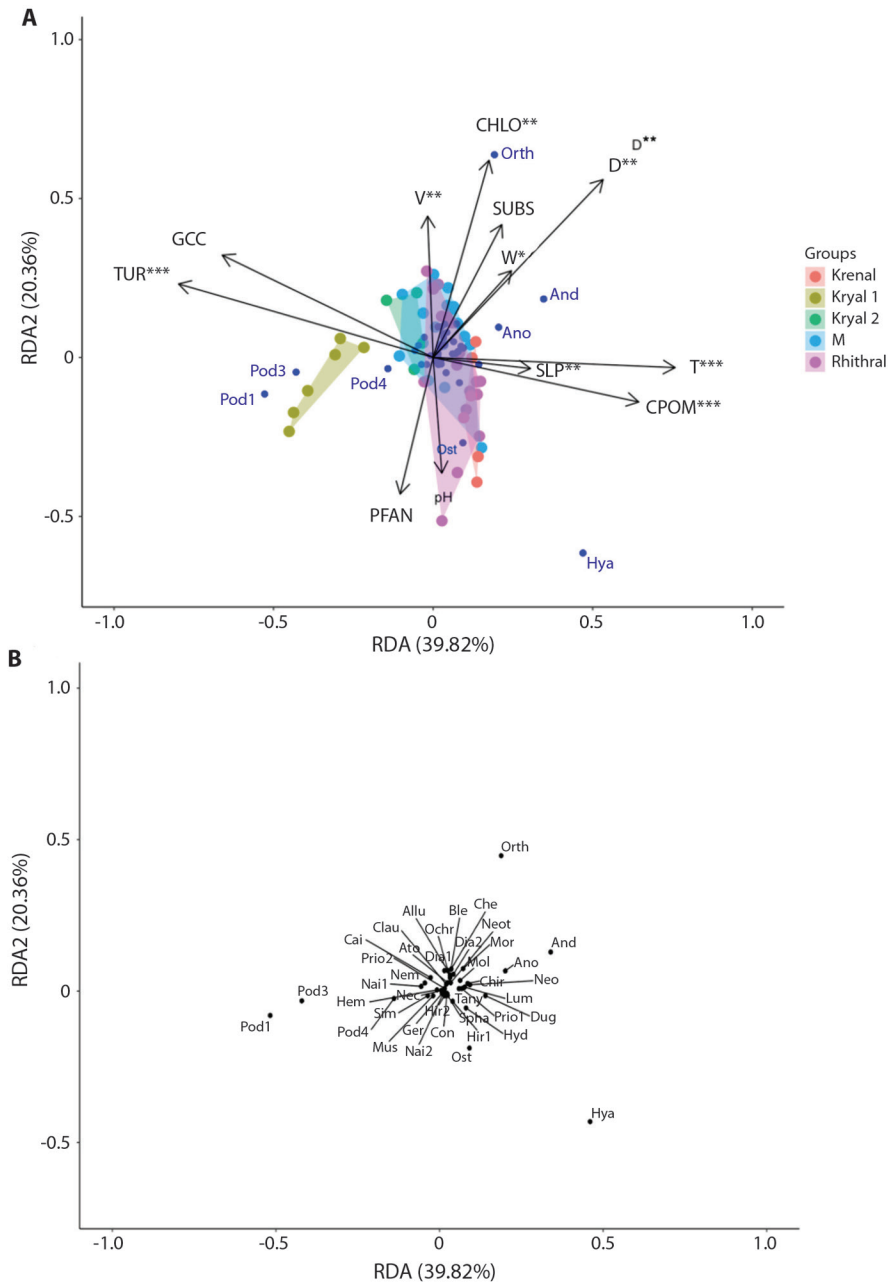 A
1.0
CHLO**
D**
Orth
D**
0.5
V**
SUBS
GCC
W*
TUR***
And
Ano
RDA2 (20.36%)
0
Pod3
Pod4
SLP**
T***
Pod1
CPOM***
Ost
pH
-0.5
PFAN
Hya
-1.0
-0.5
0
0.5
1.0
RDA (39.82%)
Groups
Krenal
Kryal 1
Kryal 2
M
Rhithral
B
1.0
Orth
0.5
Che
Allu
Ble
Clau
Ochr
Neot
Cai
Ato
Dia2
Mor
And
Prio2
Dia1
Mol
Ano
RDA2 (20.36%)
Nem
Chir
Neo
Nai1
0
Pod3
Hem
Nec
Tany
Lum
Pod1
Sim
Hir2
Spha
Prio1
Dug
Pod4
Ger
Con
Hir1
Hyd
Mus
Nai2
Ost
Hya
-0.5
-1.0
-0.5
0
0.5
1.0
RDA (39.82%)